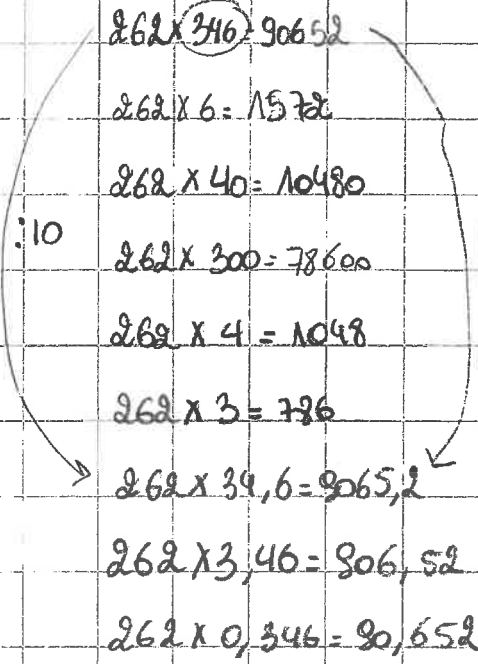 262 x 346 = 90652
262 x 6 = 1572
262 x 40 = 10480
:10
262 x 300 = 78600
262 x 4 = 1048
262 x 3 = 786
262 x 34,6 = 9065,2
262 x 3,46 = 906,52
262 x 0,346 = 90,652